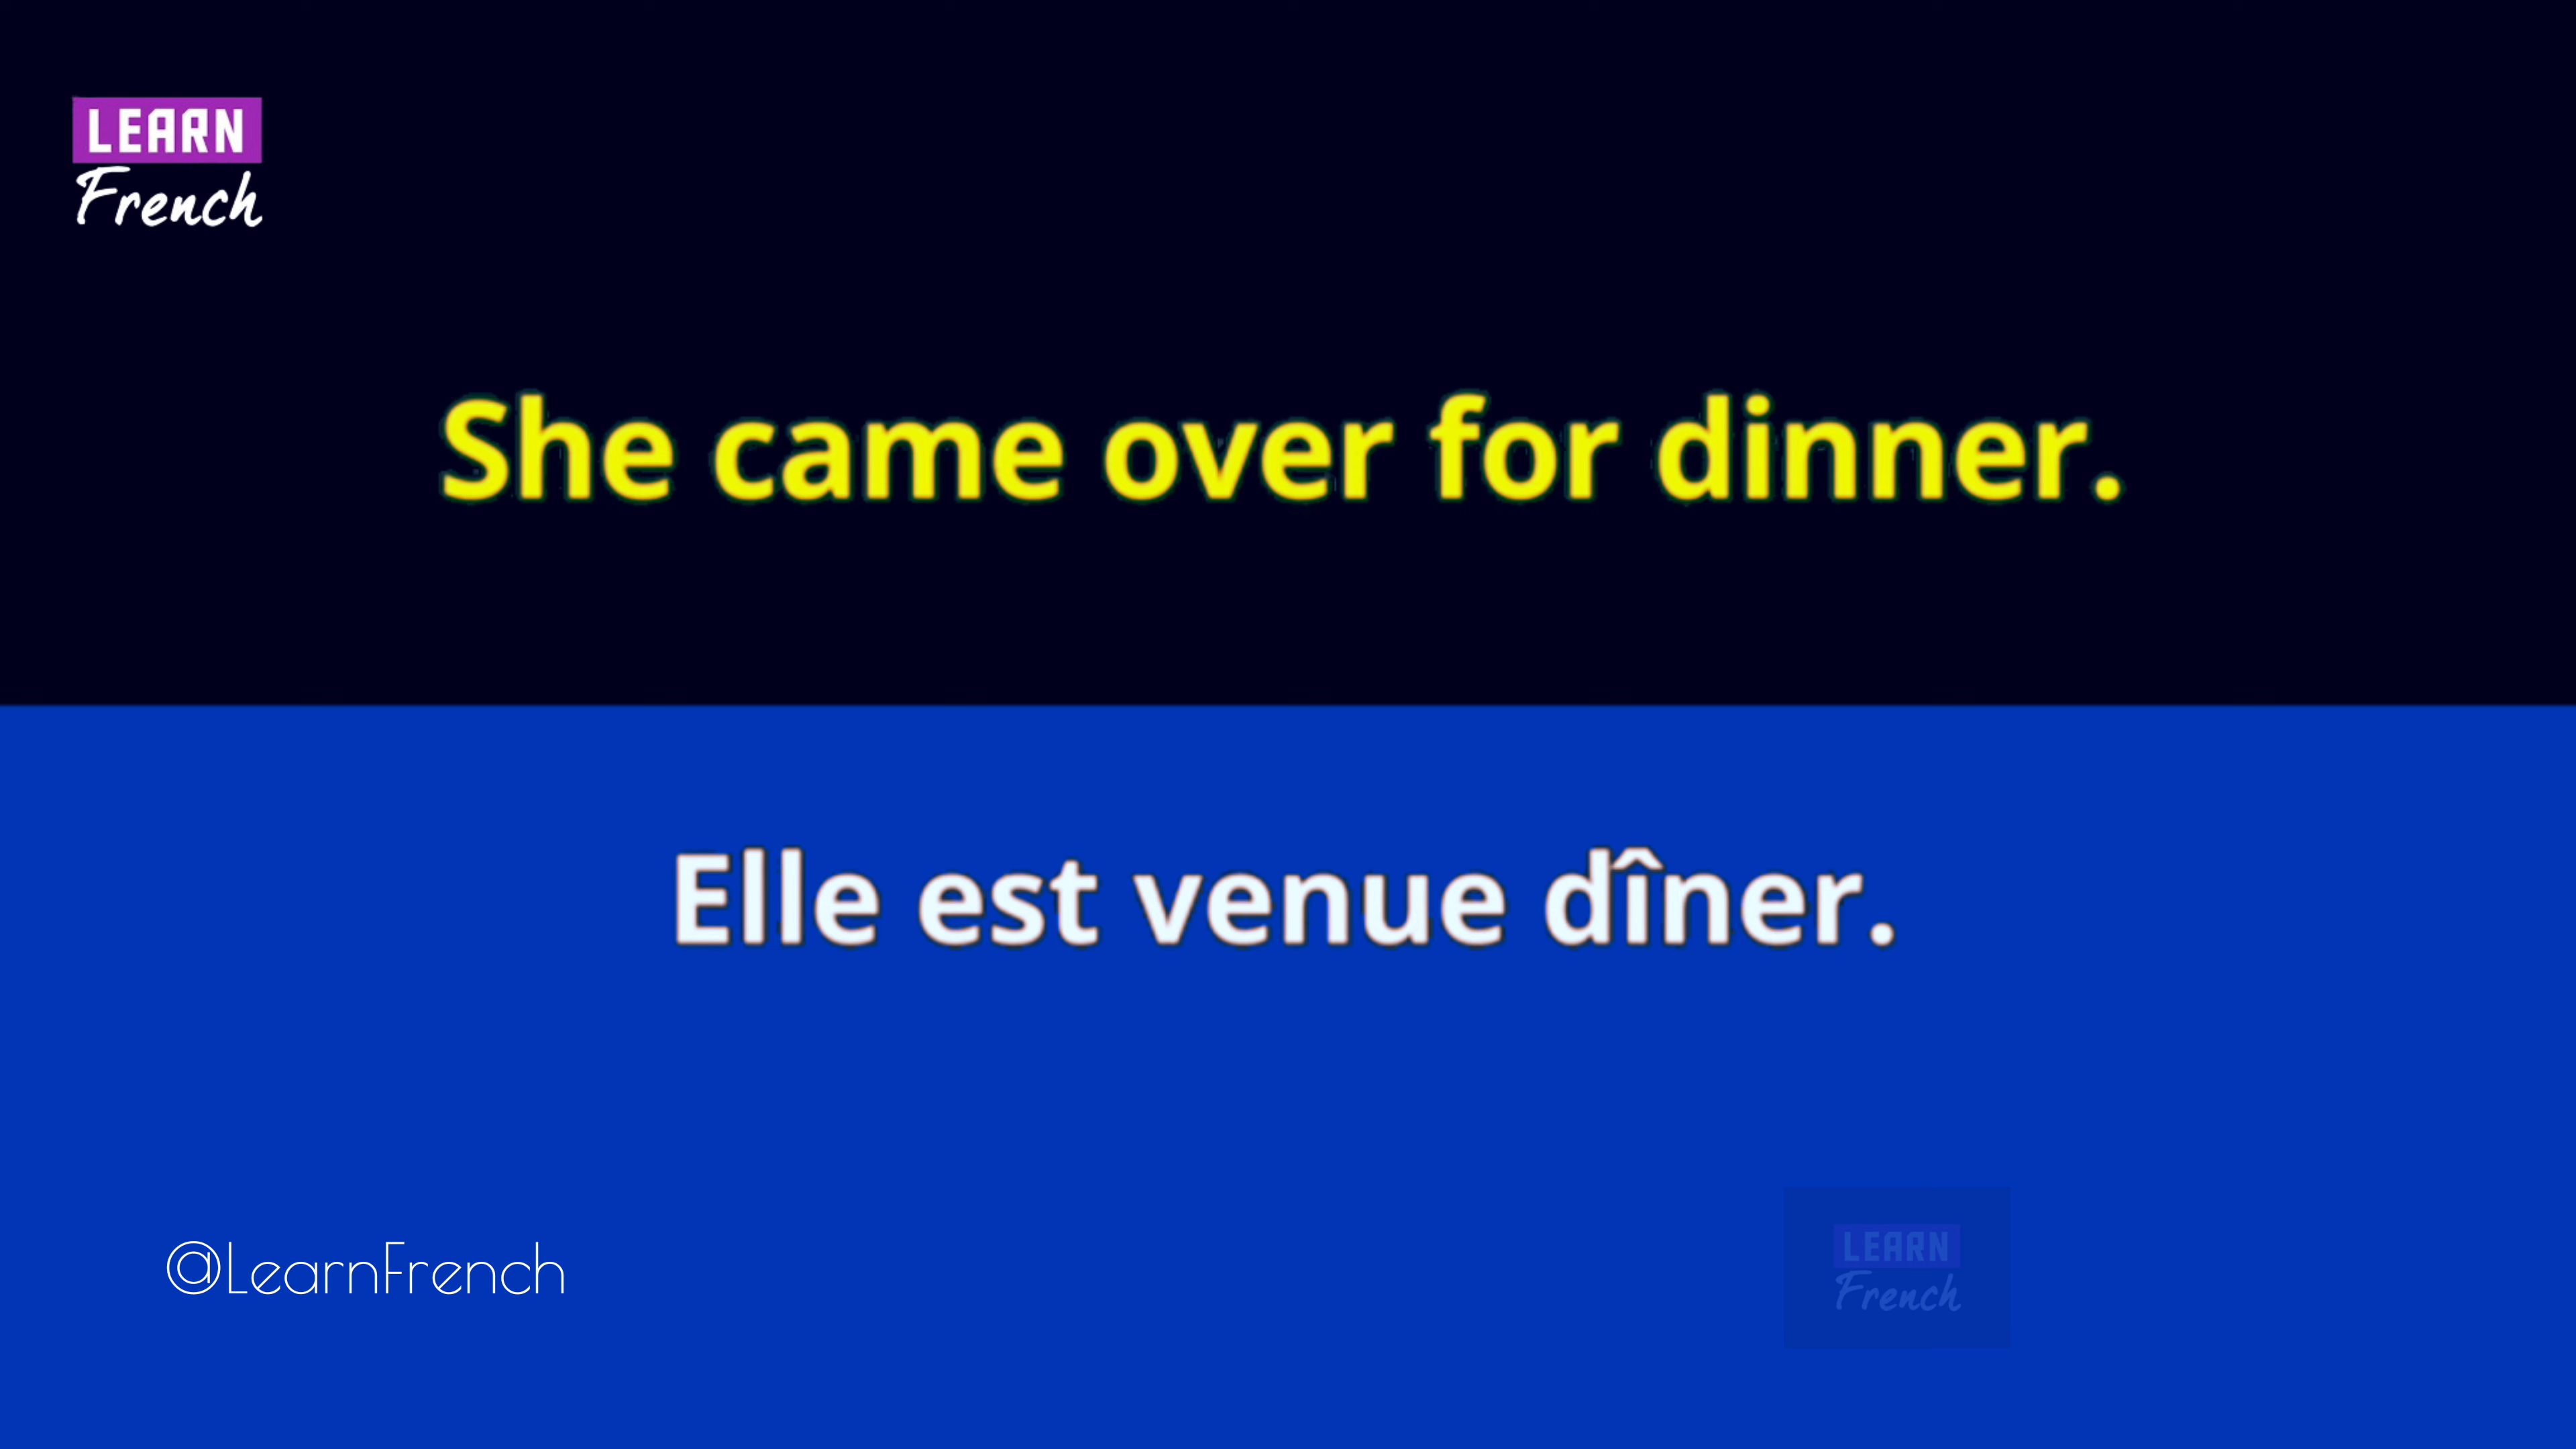 LEARN
French
She came over for dinner.
Elle est venue dîner.
@LearnFrench
LEARN
French